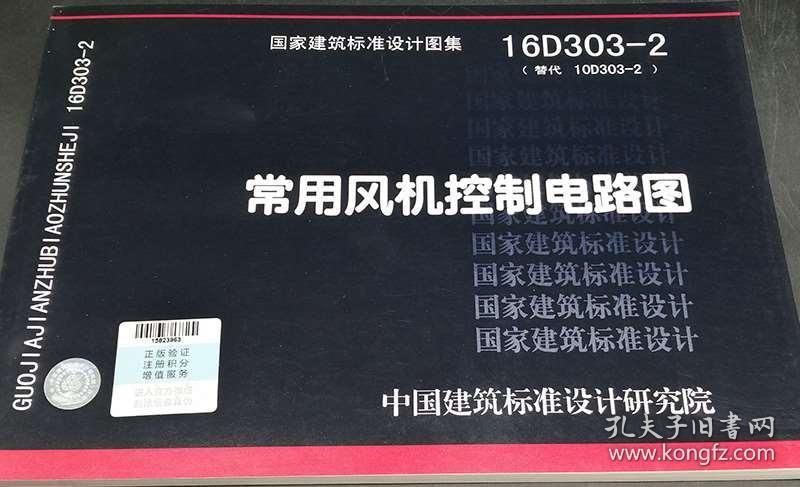 国家建筑标准设计图集 16D303-2
（替代 10D303-2）
国家建筑标准设计
国家建筑标准设计
国家建筑标准设计
常用风机控制电路图
国家建筑标准设计
国家建筑标准设计
国家建筑标准设计
国家建筑标准设计
国家建筑标准设计
GUOJIAJIANZHUBIAOZHUNSHEJI 16D303-2
15823963
正版验证
注册积分
增值服务
中国建筑标准设计研究院
孔夫子旧书网
www.kongfz.com